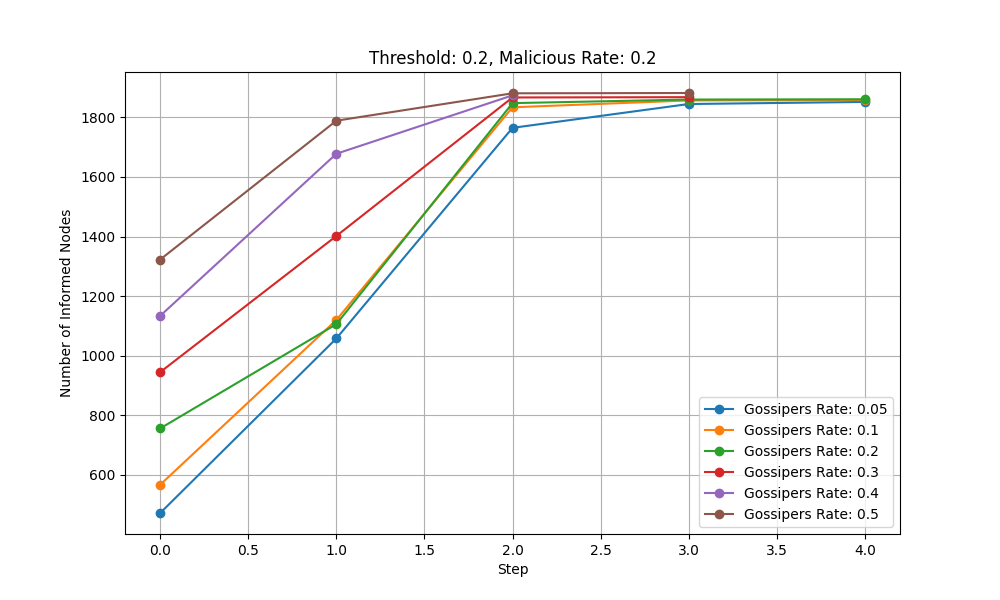 Threshold: 0.2, Malicious Rate: 0.2
Number of Informed Nodes
1800
1600
1400
1200
1000
800
600
0.0 0.5 1.0 1.5 2.0 2.5 3.0 3.5 4.0
Step
Gossipers Rate: 0.05
Gossipers Rate: 0.1
Gossipers Rate: 0.2
Gossipers Rate: 0.3
Gossipers Rate: 0.4
Gossipers Rate: 0.5